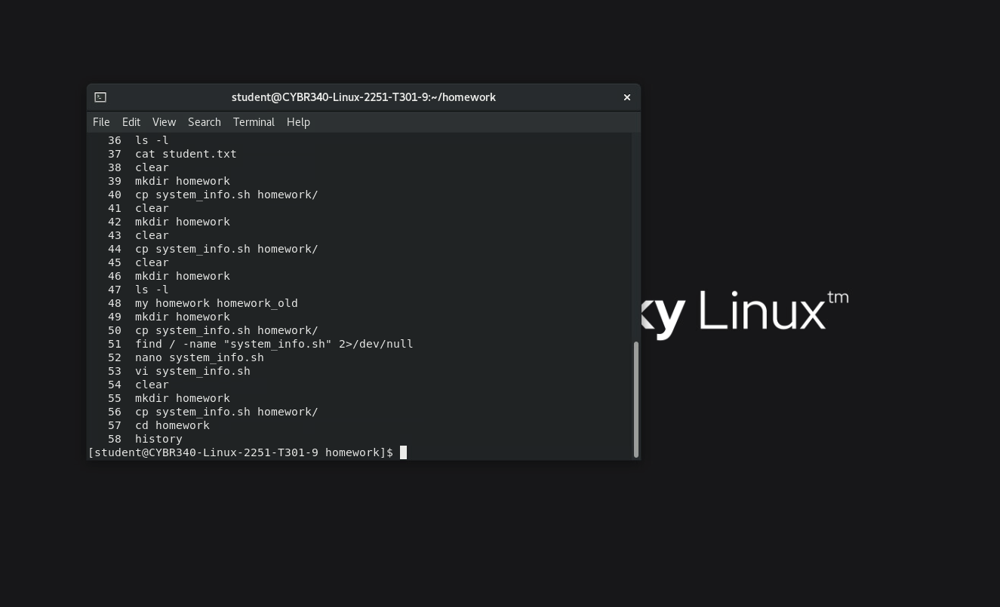 student@CYBR340-Linux-2251-T301-9:~/homework
File Edit View Search Terminal Help
36 ls -l
37 cat student.txt
38 clear
39 mkdir homework
40 cp system_info.sh homework/
41 clear
42 mkdir homework
43 clear
44 cp system_info.sh homework/
45 clear
46 mkdir homework
47 ls -l
48 my homework homework_old
49 mkdir homework
50 cp system_info.sh homework/
51 find / -name "system_info.sh" 2>/dev/null
52 nano system_info.sh
53 vi system_info.sh
54 clear
55 mkdir homework
56 cp system_info.sh homework/
57 cd homework
58 history
[student@CYBR340-Linux-2251-T301-9 homework]$
ky Linux™